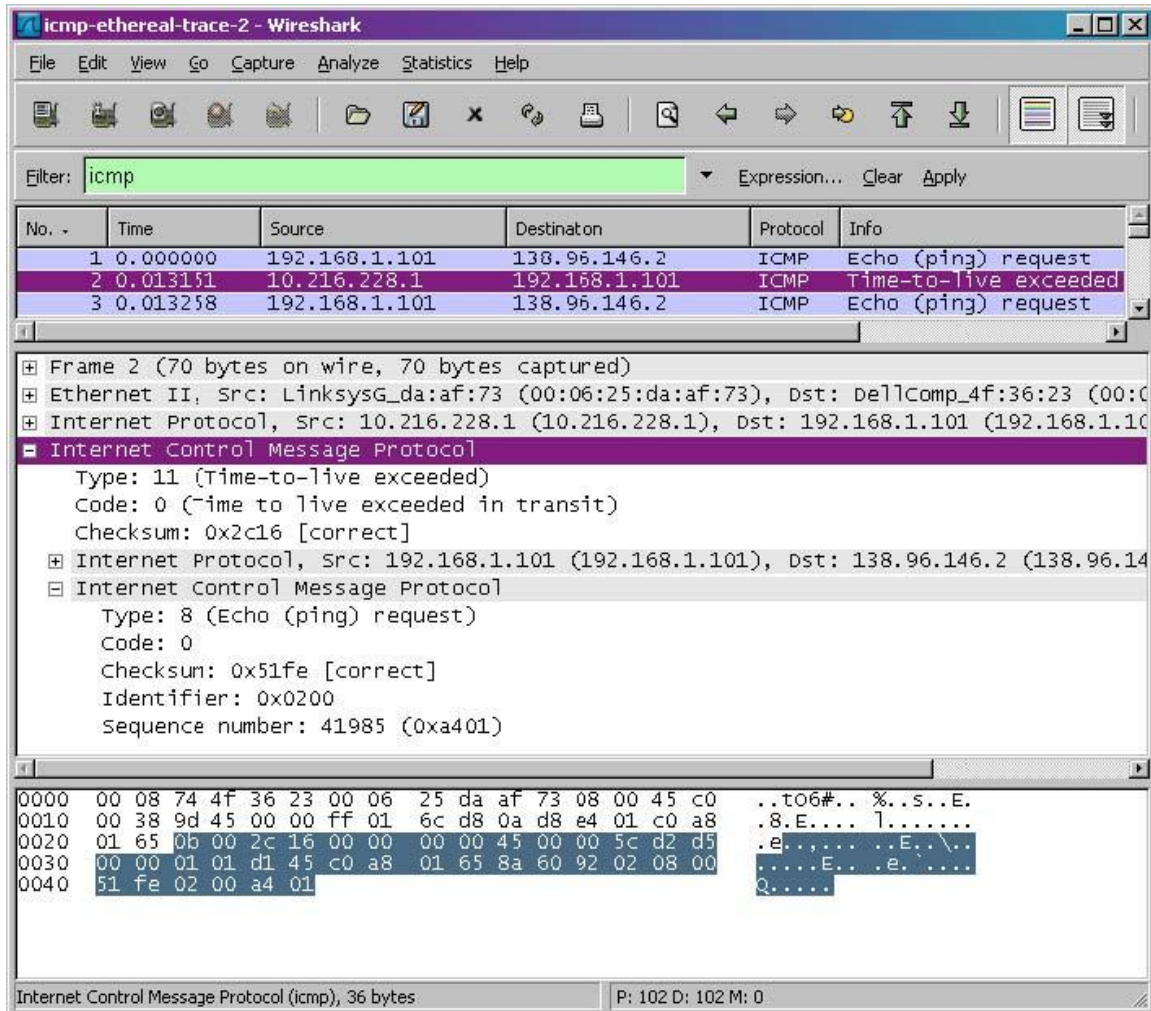 icmp-ethereal-trace-2 - Wireshark
File Edit View Go Capture Analyze Statistics Help
Filter: icmp Expression... Clear Apply
No. - Time Source Destinaton Protocol Info
1 0.000000 192.168.1.101 138.96.146.2 ICMP Echo (ping) request
2 0.013151 10.216.228.1 192.168.1.101 ICMP Time-to-live exceeded
3 0.013258 192.168.1.101 138.96.146.2 ICMP Echo (ping) request
Frame 2 (70 bytes on wire, 70 bytes captured)
Ethernet II, Src: LinksysG_da:af:73 (00:06:25:da:af:73), Dst: DellComp_4f:36:23 (00:0
Internet Protocol, Src: 10.216.228.1 (10.216.228.1), Dst: 192.168.1.101 (192.168.1.10
Internet Control Message Protocol
Type: 11 (Time-to-live exceeded)
Code: 0 (Time to live exceeded in transit)
Checksum: 0x2c16 [correct]
Internet Protocol, Src: 192.168.1.101 (192.168.1.101), Dst: 138.96.146.2 (138.96.14
Internet Control Message Protocol
Type: 8 (Echo (ping) request)
Code: 0
Checksum: 0x51fe [correct]
Identifier: 0x0200
Sequence number: 41985 (0xa401)
0000 00 08 74 4f 36 23 00 06 25 da af 73 08 00 45 c0 ..tO6#.. %..s..E.
0010 00 38 9d 45 00 00 ff 01 6c d8 0a d8 e4 01 c0 a8 .8.E.... l.......
0020 01 65 0b 00 2c 16 00 00 00 00 45 00 00 5c d2 d5 .e..,... ..E..\..
0030 00 00 01 01 d1 45 c0 a8 01 65 8a 60 92 02 08 00 .....E.. .e.`....
0040 51 fe 02 00 a4 01 Q.....
Internet Control Message Protocol (icmp), 36 bytes P: 102 D: 102 M: 0